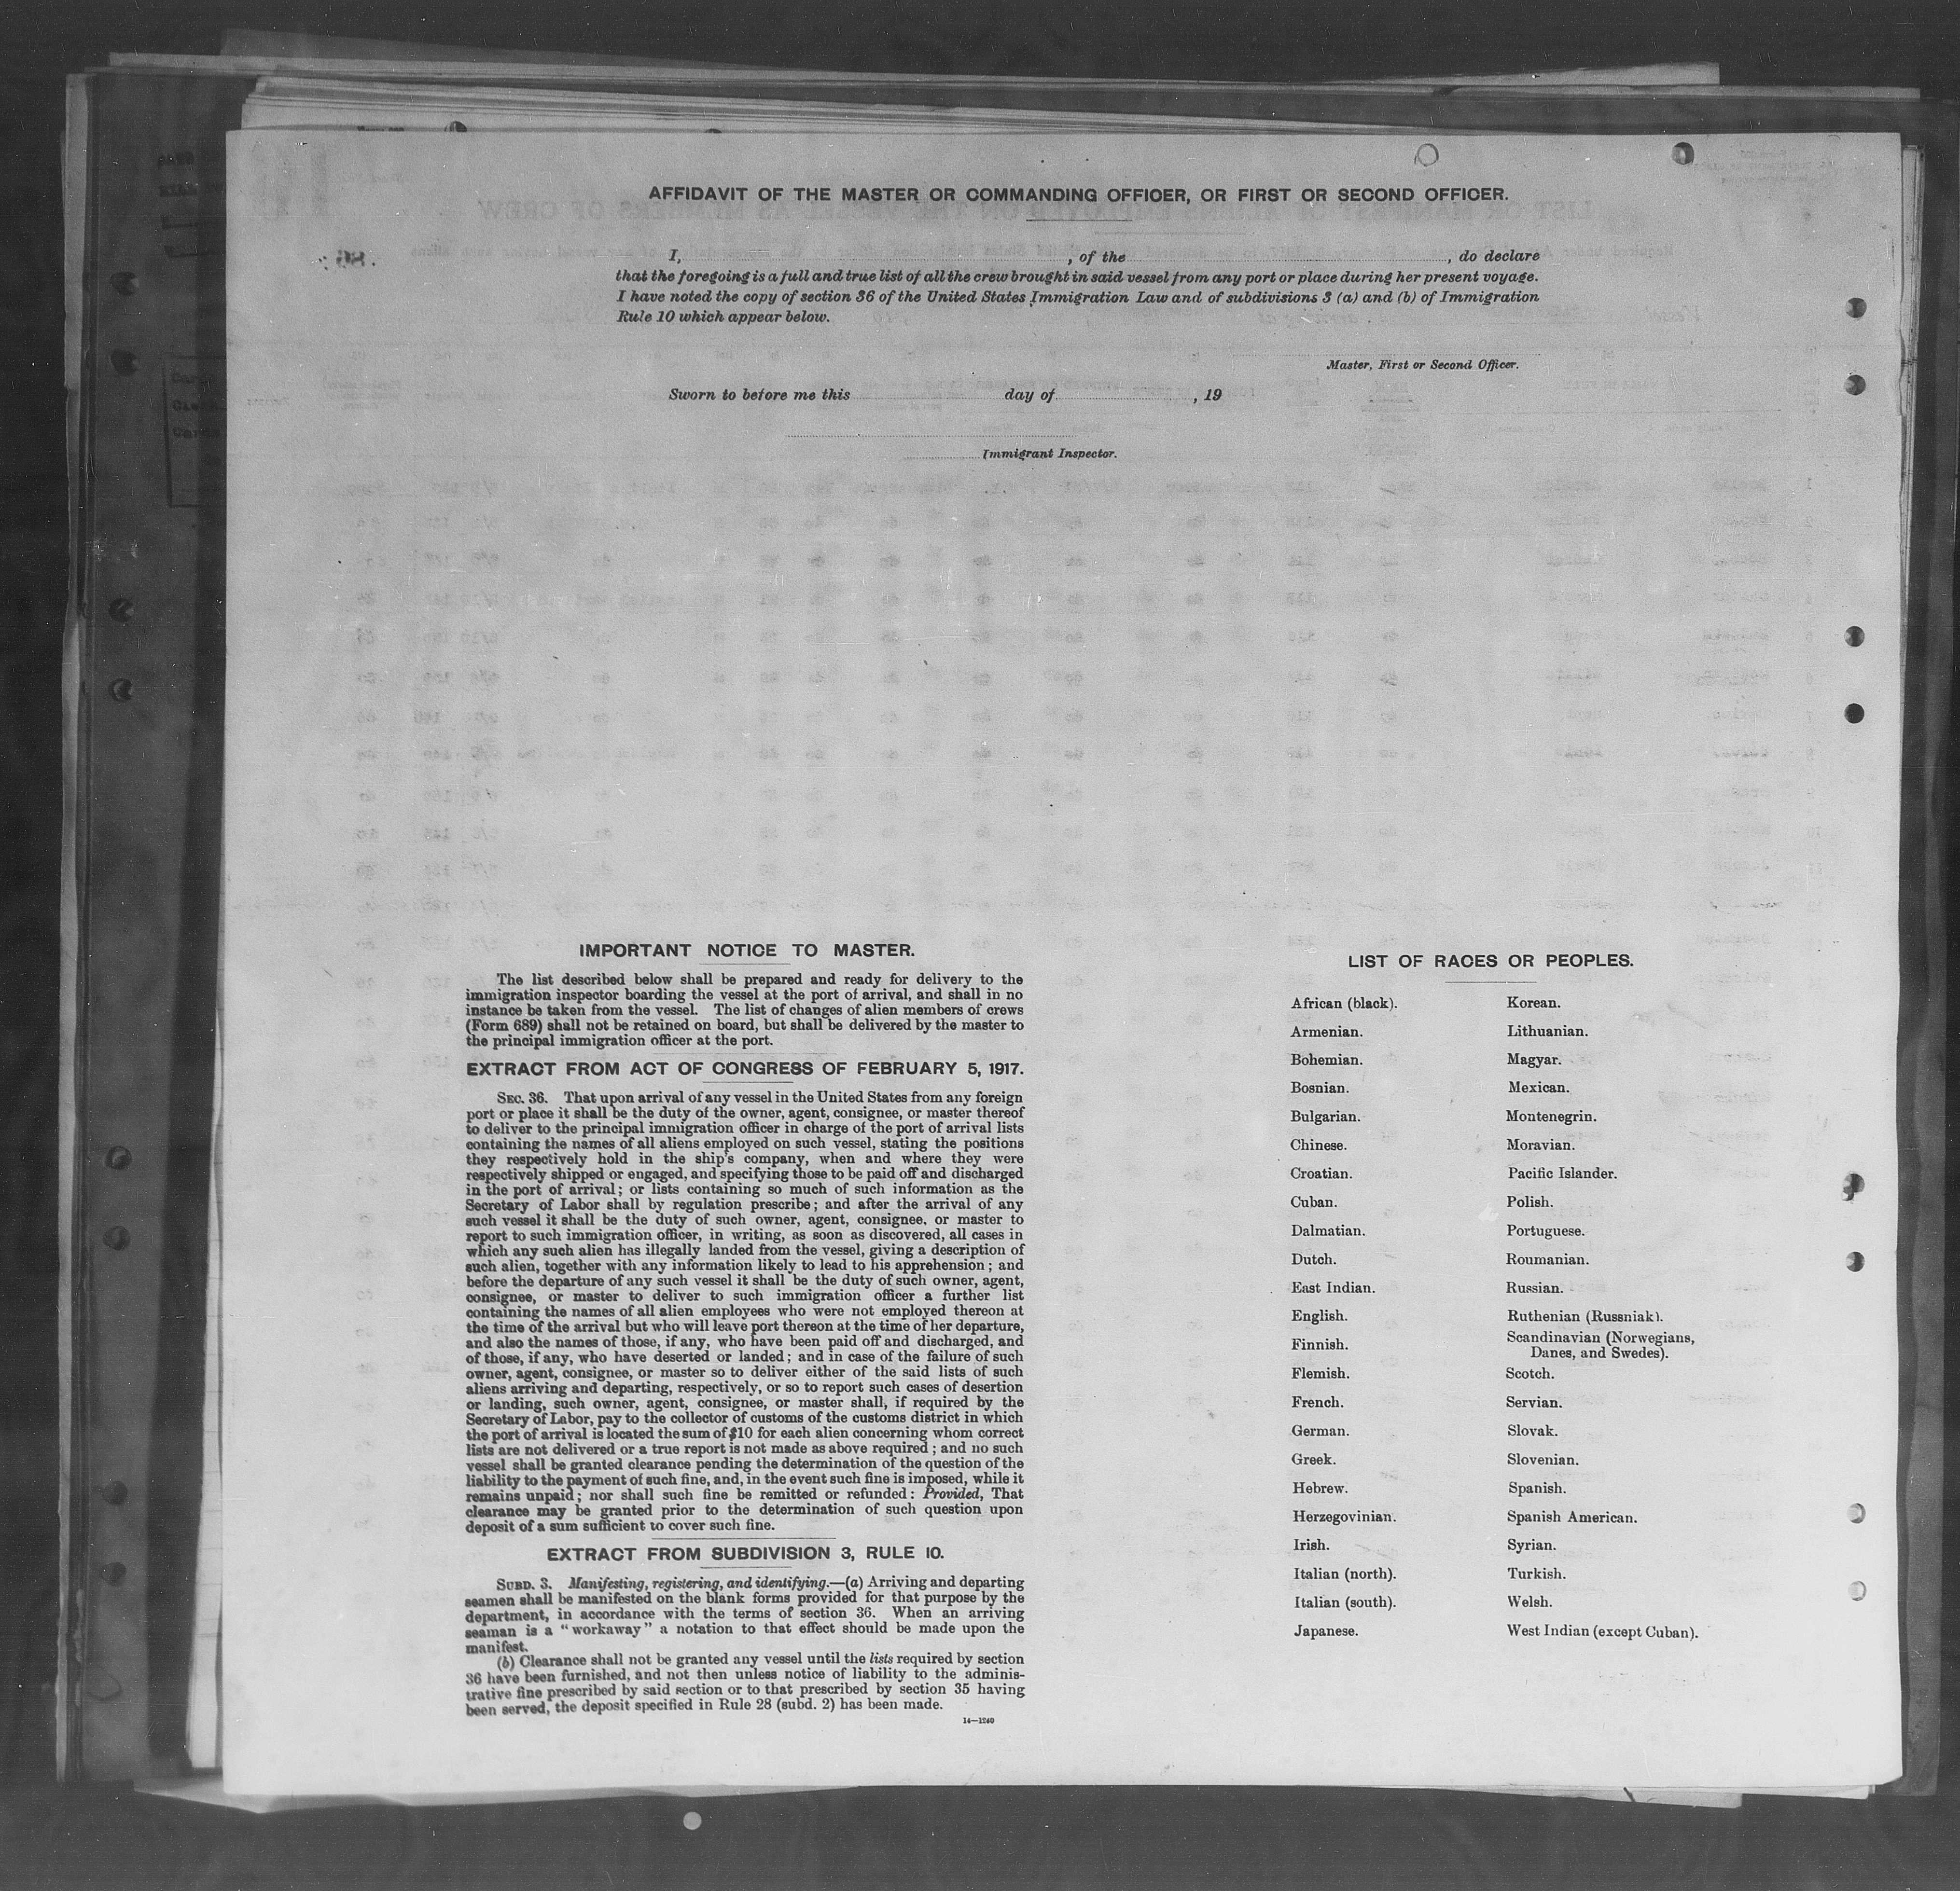 AFFIDAVIT OF THE MASTER OR COMMANDING OFFICER, OR FIRST OR SECOND OFFICER.
I, , of the , do declare
that the foregoing is a full and true list of all the crew brought in said vessel from any port or place during her present voyage.
I have noted the copy of section 36 of the United States Immigration Law and of subdivisions 3 (a) and (b) of Immigration
Rule 10 which appear below.
Master, First or Second Officer.
Sworn to before me this day of , 19
Immigrant Inspector.
IMPORTANT NOTICE TO MASTER.
The list described below shall be prepared and ready for delivery to the
immigration inspector boarding the vessel at the port of arrival, and shall in no
instance be taken from the vessel. The list of changes of alien members of crews
(Form 689) shall not be retained on board, but shall be delivered by the master to
the principal immigration officer at the port.
EXTRACT FROM ACT OF CONGRESS OF FEBRUARY 5, 1917.
SEC. 36. That upon arrival of any vessel in the United States from any foreign
port or place it shall be the duty of the owner, agent, consignee, or master thereof
to deliver to the principal immigration officer in charge of the port of arrival lists
containing the names of all aliens employed on such vessel, stating the positions
they respectively hold in the ship's company, when and where they were
respectively shipped or engaged, and specifying those to be paid off and discharged
in the port of arrival; or lists containing so much of such information as the
Secretary of Labor shall by regulation prescribe; and after the arrival of any
such vessel it shall be the duty of such owner, agent, consignee, or master to
report to such immigration officer, in writing, as soon as discovered, all cases in
which any such alien has illegally landed from the vessel, giving a description of
such alien, together with any information likely to lead to his apprehension; and
before the departure of any such vessel it shall be the duty of such owner, agent,
consignee, or master to deliver to such immigration officer a further list
containing the names of all alien employees who were not employed thereon at
the time of the arrival but who will leave port thereon at the time of her departure,
and also the names of those, if any, who have been paid off and discharged, and
of those, if any, who have deserted or landed; and in case of the failure of such
owner, agent, consignee, or master so to deliver either of the said lists of such
aliens arriving and departing, respectively, or so to report such cases of desertion
or landing, such owner, agent, consignee, or master shall, if required by the
Secretary of Labor, pay to the collector of customs of the customs district in which
the port of arrival is located the sum of $10 for each alien concerning whom correct
lists are not delivered or a true report is not made as above required; and no such
vessel shall be granted clearance pending the determination of the question of the
liability to the payment of such fine, and, in the event such fine is imposed, while it
remains unpaid; nor shall such fine be remitted or refunded: Provided, That
clearance may be granted prior to the determination of such question upon
deposit of a sum sufficient to cover such fine.
EXTRACT FROM SUBDIVISION 3, RULE 10.
SUBD. 3. Manifesting, registering, and identifying.—(a) Arriving and departing
seamen shall be manifested on the blank forms provided for that purpose by the
department, in accordance with the terms of section 36. When an arriving
seaman is a "workaway" a notation to that effect should be made upon the
manifest.
(b) Clearance shall not be granted any vessel until the lists required by section
36 have been furnished, and not then unless notice of liability to the adminis-
trative fine prescribed by said section or to that prescribed by section 35 having
been served, the deposit specified in Rule 28 (subd. 2) has been made.
14—1240
LIST OF RACES OR PEOPLES.
African (black).
Armenian.
Bohemian.
Bosnian.
Bulgarian.
Chinese.
Croatian.
Cuban.
Dalmatian.
Dutch.
East Indian.
English.
Finnish.
Flemish.
French.
German.
Greek.
Hebrew.
Herzegovinian.
Irish.
Italian (north).
Italian (south).
Japanese.
Korean.
Lithuanian.
Magyar.
Mexican.
Montenegrin.
Moravian.
Pacific Islander.
Polish.
Portuguese.
Roumanian.
Russian.
Ruthenian (Russniak).
Scandinavian (Norwegians,
Danes, and Swedes).
Scotch.
Servian.
Slovak.
Slovenian.
Spanish.
Spanish American.
Syrian.
Turkish.
Welsh.
West Indian (except Cuban).